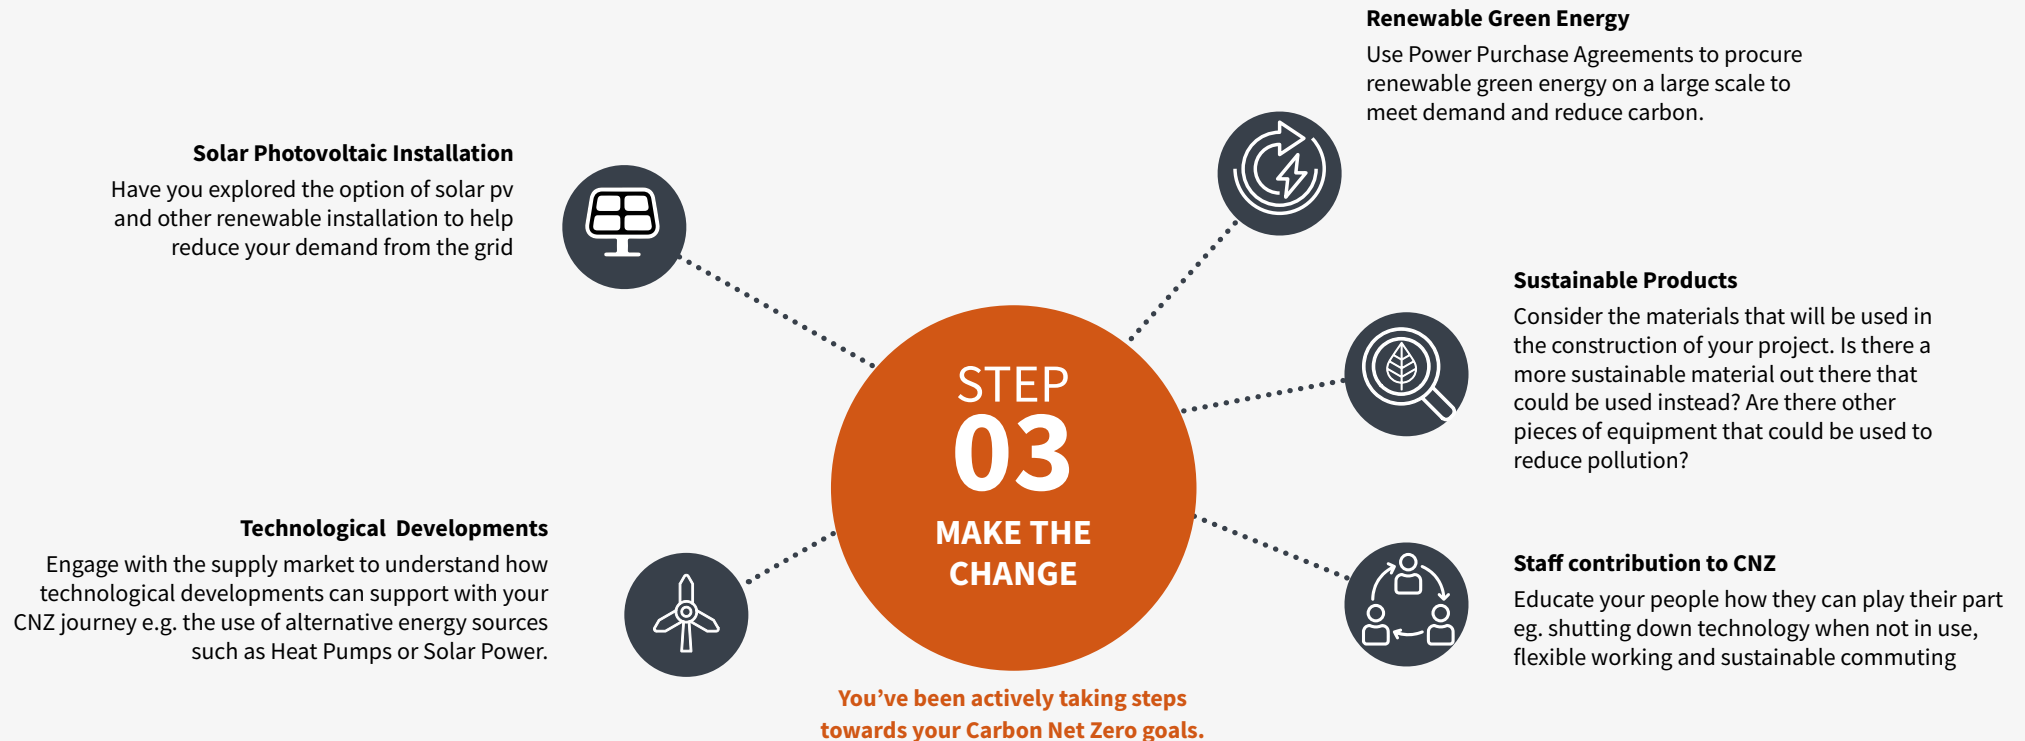 Renewable Green Energy
Use Power Purchase Agreements to procure
renewable green energy on a large scale to
meet demand and reduce carbon.
Solar Photovoltaic Installation
Have you explored the option of solar pv
and other renewable installation to help
reduce your demand from the grid
Sustainable Products
Consider the materials that will be used in
the construction of your project. Is there a
more sustainable material out there that
could be used instead? Are there other
pieces of equipment that could be used to
reduce pollution?
STEP
03
MAKE THE
CHANGE
Technological  Developments
Engage with the supply market to understand how
technological developments can support with your
CNZ journey e.g. the use of alternative energy sources
such as Heat Pumps or Solar Power.
Staff contribution to CNZ
Educate your people how they can play their part
eg. shutting down technology when not in use,
flexible working and sustainable commuting
You’ve been actively taking steps
towards your Carbon Net Zero goals.